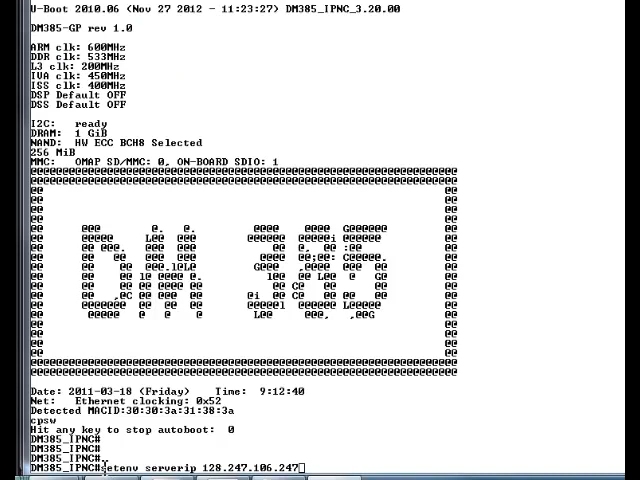 U-Boot 2010.06 (Nov 27 2012 - 11:23:27) DM385_IPNC_3.20.00
DM385-GP rev 1.0
ARM clk: 600MHz
DDR clk: 533MHz
L3 clk: 200MHz
IVA clk: 450MHz
ISS clk: 400MHz
DSP Default OFF
DSS Default OFF
I2C: ready
DRAM: 1 GiB
NAND: HW ECC BCH8 Selected
256 MiB
MMC: OMAP SD/MMC: 0, ON-BOARD SDIO: 1
DM 385
Date: 2011-03-18 (Friday) Time: 9:12:40
Net: Ethernet clocking: 0x52
Detected MACID:30:30:3a:31:38:3a
cpsw
Hit any key to stop autoboot: 0
DM385_IPNC#
DM385_IPNC#
DM385_IPNC#
DM385_IPNC#setenv serverip 128.247.106.247